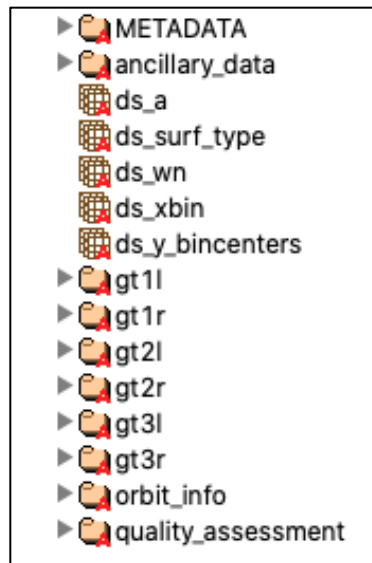 METADATA
ancillary_data
ds_a
ds_surf_type
ds_wn
ds_xbin
ds_y_bincenters
gt1l
gt1r
gt2l
gt2r
gt3l
gt3r
orbit_info
quality_assessment